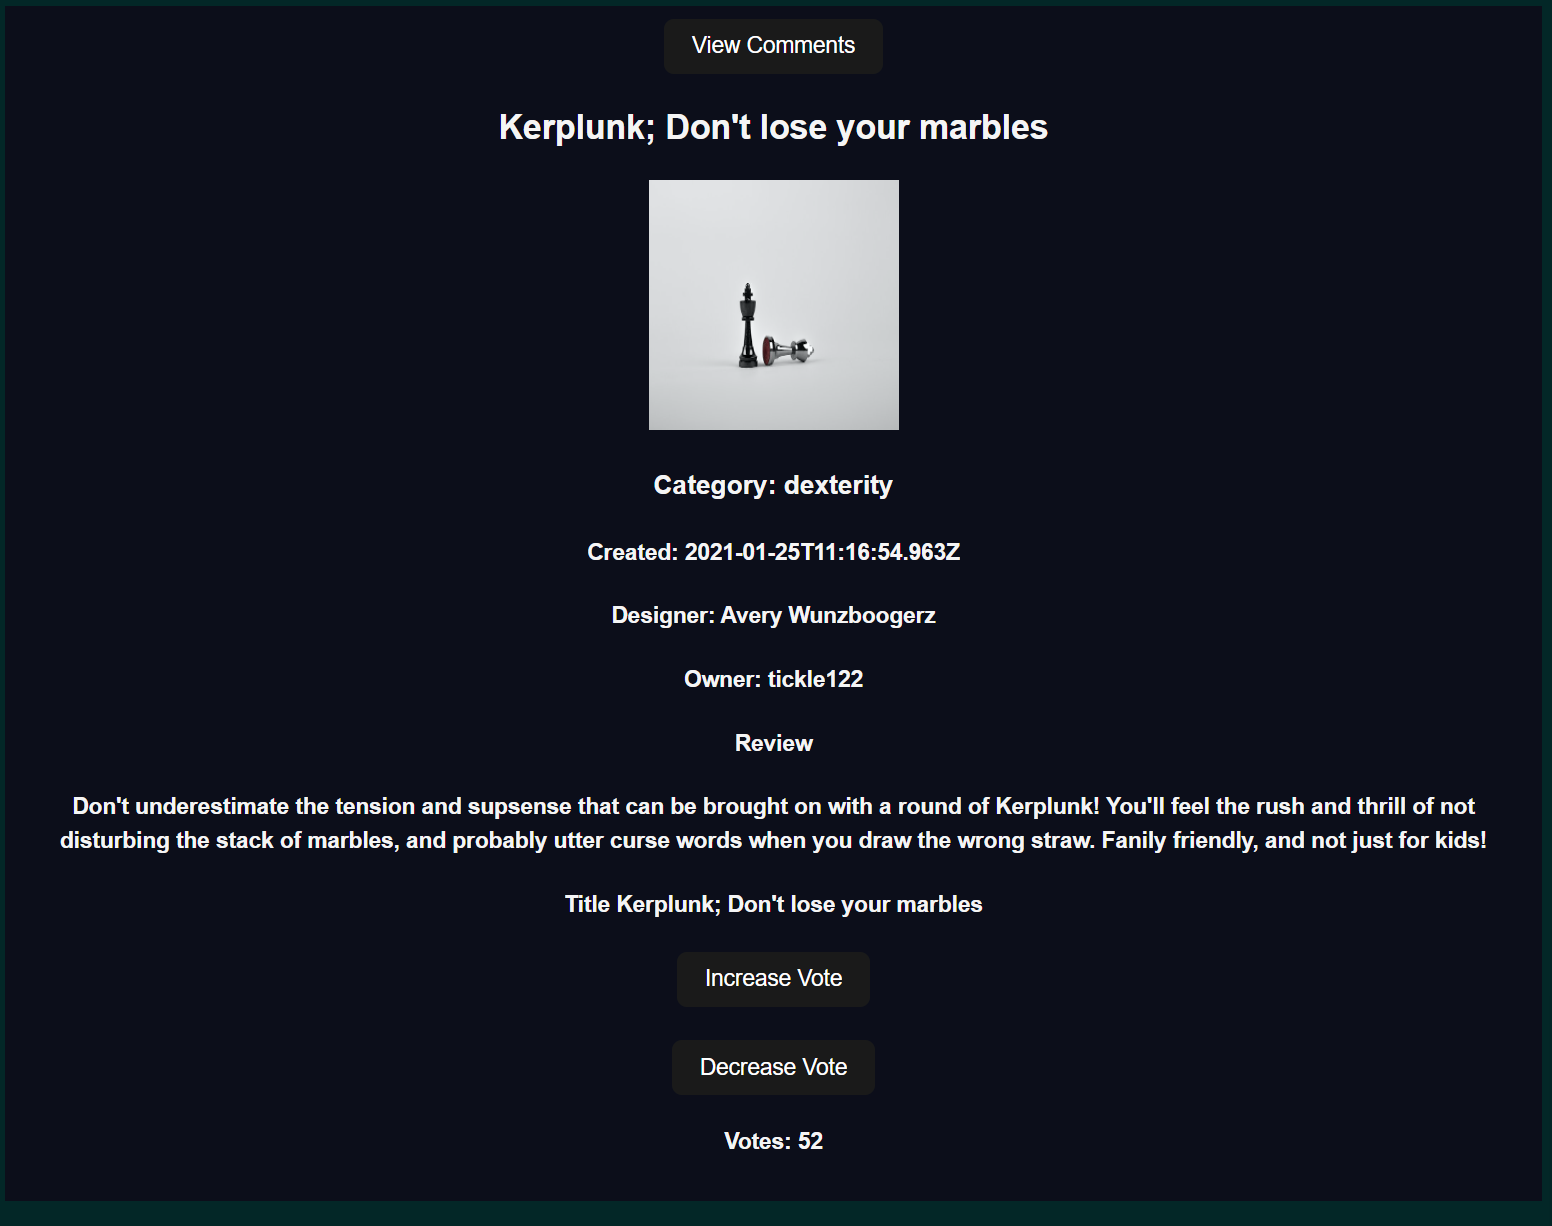 View Comments
Kerplunk; Don't lose your marbles
Category: dexterity
Created: 2021-01-25T11:16:54.963Z
Designer: Avery Wunzboogerz
Owner: tickle122
Review
Don't underestimate the tension and supsense that can be brought on with a round of Kerplunk! You'll feel the rush and thrill of not
disturbing the stack of marbles, and probably utter curse words when you draw the wrong straw. Fanily friendly, and not just for kids!
Title Kerplunk; Don't lose your marbles
Increase Vote
Decrease Vote
Votes: 52